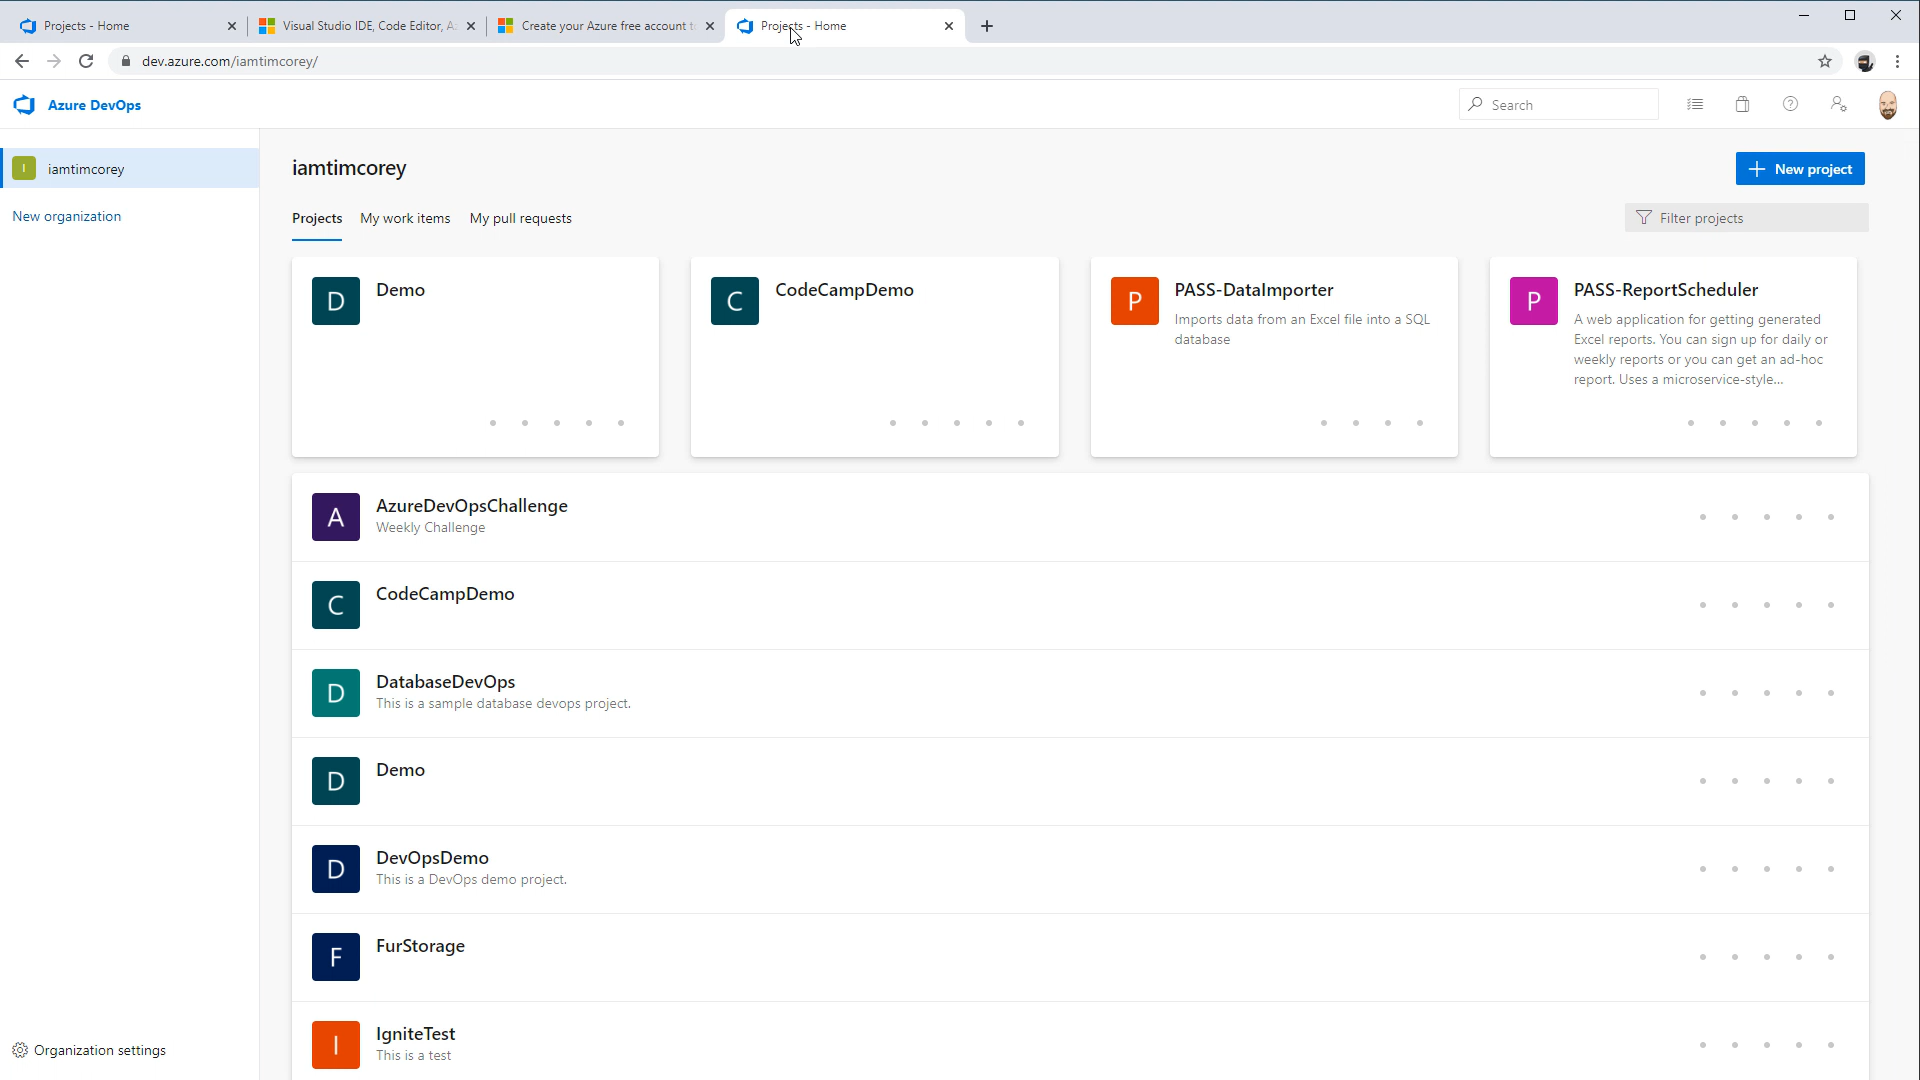 Projects - Home
Visual Studio IDE, Code Editor, Az
Create your Azure free account to
Projects - Home
dev.azure.com/iamtimcorey/
Azure DevOps
Search
I
iamtimcorey
New organization
iamtimcorey
New project
Projects
My work items
My pull requests
Filter projects
D
Demo
C
CodeCampDemo
P
PASS-DataImporter
Imports data from an Excel file into a SQL
database
P
PASS-ReportScheduler
A web application for getting generated
Excel reports. You can sign up for daily or
weekly reports or you can get an ad-hoc
report. Uses a microservice-style...
A
AzureDevOpsChallenge
Weekly Challenge
C
CodeCampDemo
D
DatabaseDevOps
This is a sample database devops project.
D
Demo
D
DevOpsDemo
This is a DevOps demo project.
F
FurStorage
I
IgniteTest
This is a test
Organization settings